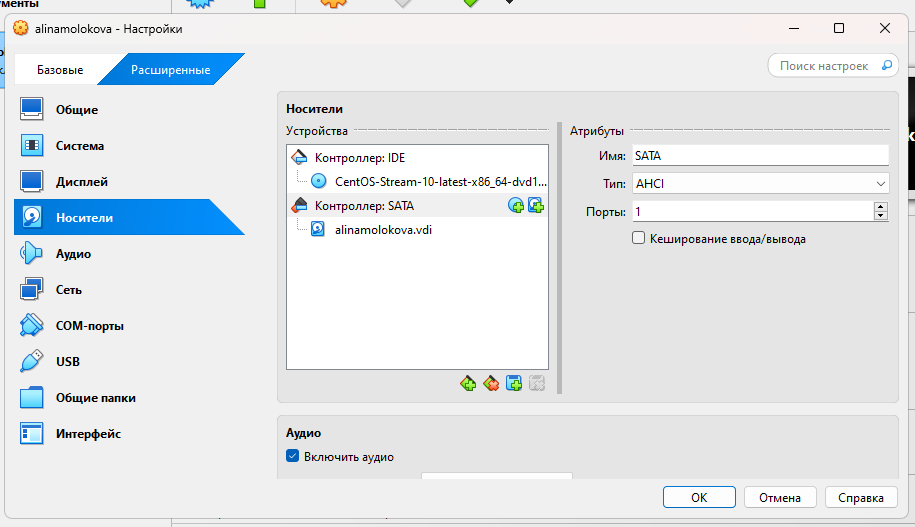 ументы
alinamolokova - Настройки
Базовые
Расширенные
Поиск настроек
Общие
Система
Дисплей
Носители
Аудио
Сеть
COM-порты
USB
Общие папки
Интерфейс
Носители
Устройства
Контроллер: IDE
CentOS-Stream-10-latest-x86_64-dvd1...
Контроллер: SATA
alinamolokova.vdi
Атрибуты
Имя: SATA
Тип: AHCI
Порты: 1
Кеширование ввода/вывода
Аудио
Включить аудио
OK
Отмена
Справка